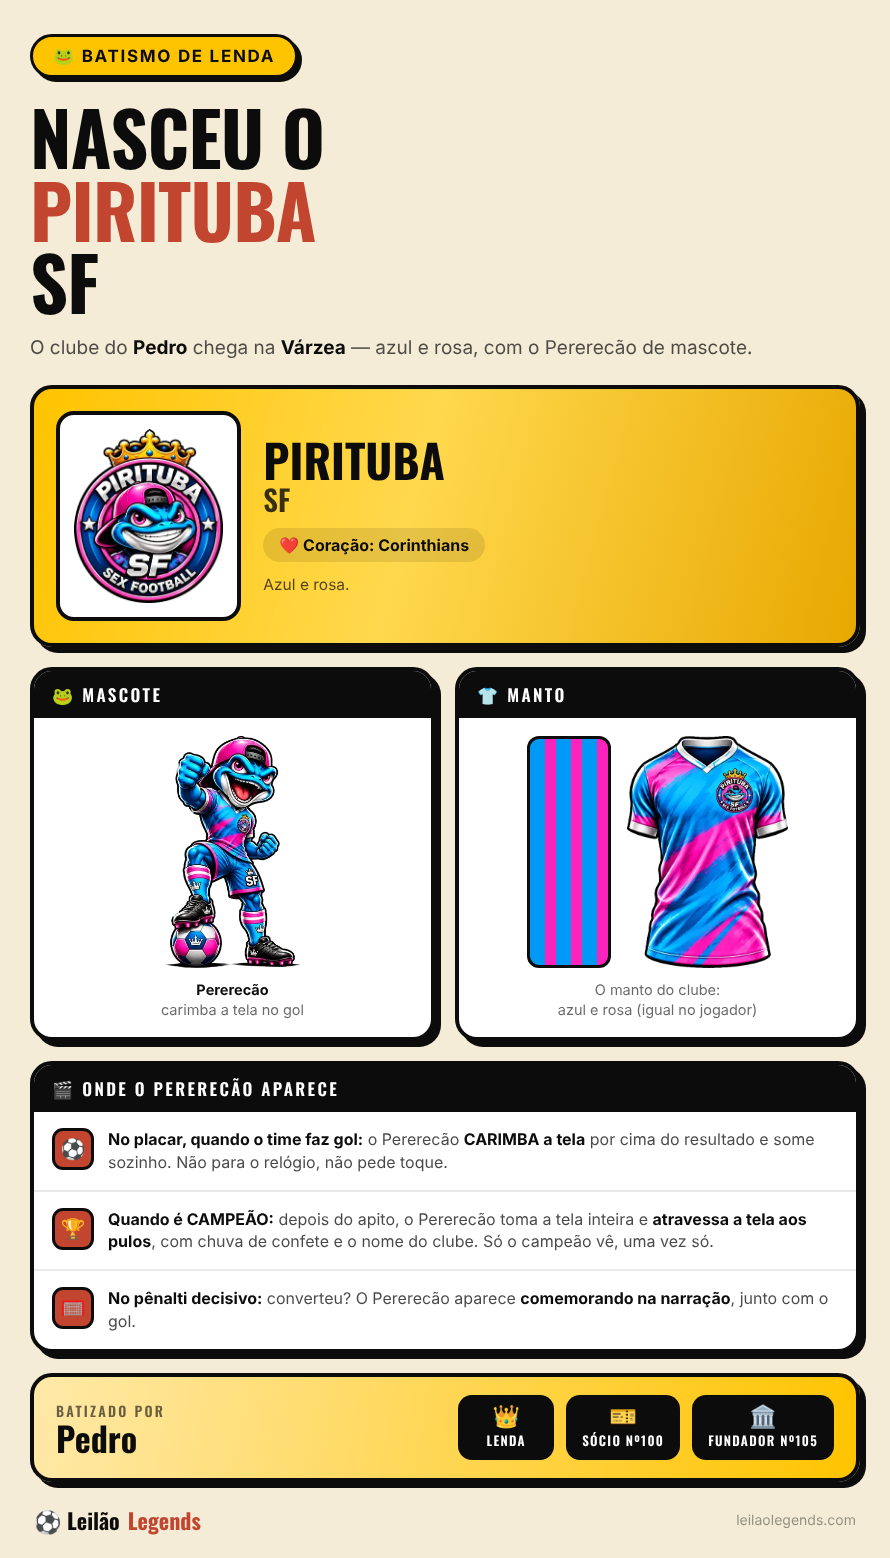 🐸 BATISMO DE LENDA
NASCEU O
PIRITUBA
SF
O clube do Pedro chega na Várzea — azul e rosa, com o Pererecão de mascote.
PIRITUBA
SF
SEX FOOTBALL
PIRITUBA
SF
❤️ Coração: Corinthians
Azul e rosa.
🐸 MASCOTE
SF
Pererecão
carimba a tela no gol
👕 MANTO
PIRITUBA
SF
O manto do clube:
azul e rosa (igual no jogador)
🎬 ONDE O PERERECÃO APARECE
No placar, quando o time faz gol: o Pererecão CARIMBA a tela por cima do resultado e some
sozinho. Não para o relógio, não pede toque.
Quando é CAMPEÃO: depois do apito, o Pererecão toma a tela inteira e atravessa a tela aos
pulos, com chuva de confete e o nome do clube. Só o campeão vê, uma vez só.
No pênalti decisivo: converteu? O Pererecão aparece comemorando na narração, junto com o
gol.
BATIZADO POR
Pedro
LENDA
SÓCIO Nº100
FUNDADOR Nº105
Leilão Legends
leilaolegends.com